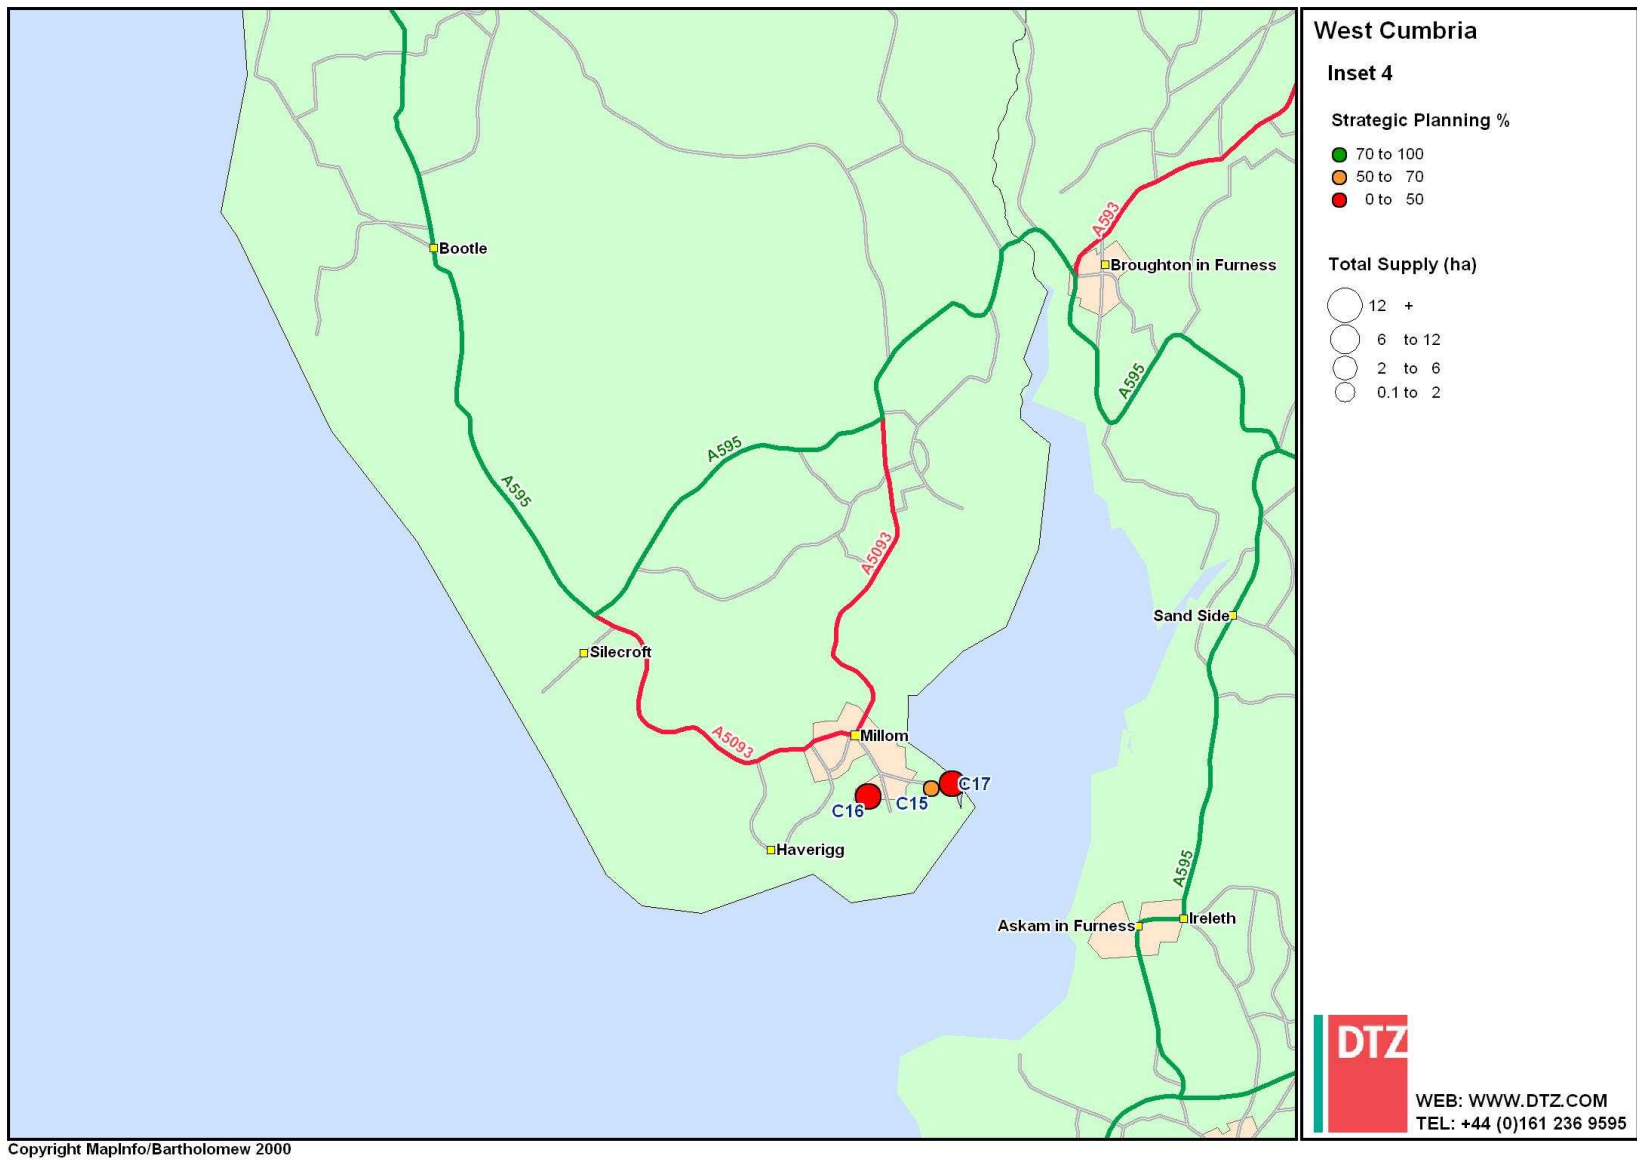 West Cumbria
Inset 4
Strategic Planning %
70 to 100
50 to 70
0 to 50
Total Supply (ha)
12 +
6 to 12
2 to 6
0.1 to 2
A593
Bootle
Broughton in Furness
A595
A595
A595
A5093
Sand Side
Silecroft
A5093
Millom
C17
C15
C16
Haverigg
A595
Ireleth
Askam in Furness
DTZ
WEB: WWW.DTZ.COM
TEL: +44 (0)161 236 9595
Copyright MapInfo/Bartholomew 2000